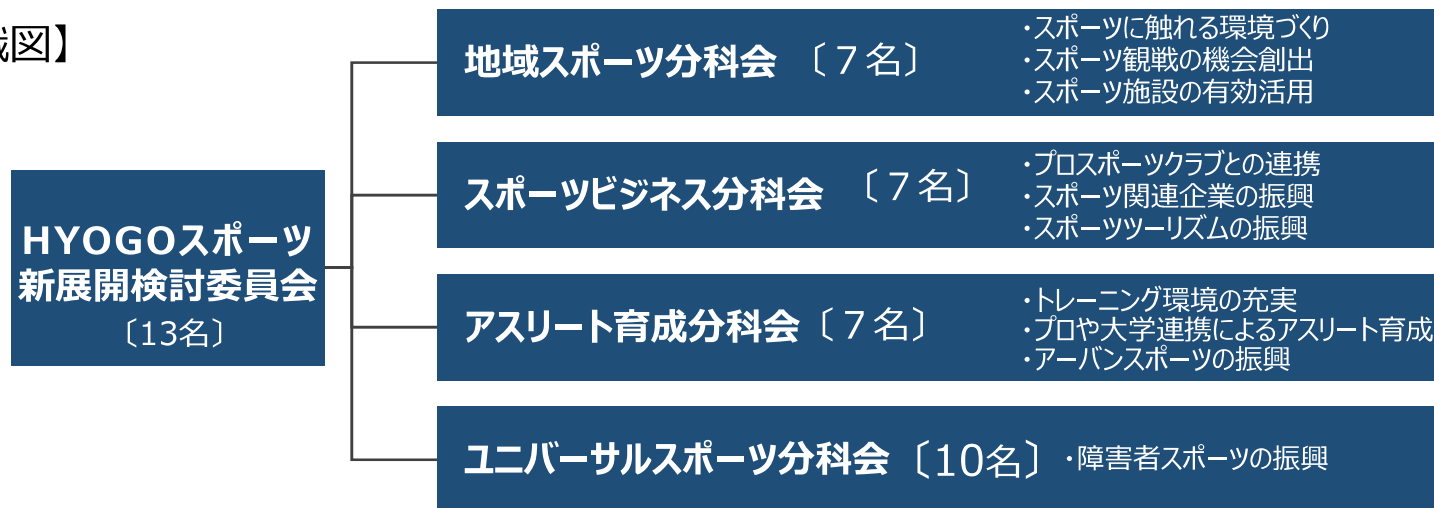 図】
HYOGOスポーツ
新展開検討委員会
〔13名〕
地域スポーツ分科会 〔7名〕
・スポーツに触れる環境づくり
・スポーツ観戦の機会創出
・スポーツ施設の有効活用
スポーツビジネス分科会 〔7名〕
・プロスポーツクラブとの連携
・スポーツ関連企業の振興
・スポーツツーリズムの振興
アスリート育成分科会〔7名〕
・トレーニング環境の充実
・プロや大学連携によるアスリート育成
・アーバンスポーツの振興
ユニバーサルスポーツ分科会〔10名〕・障害者スポーツの振興